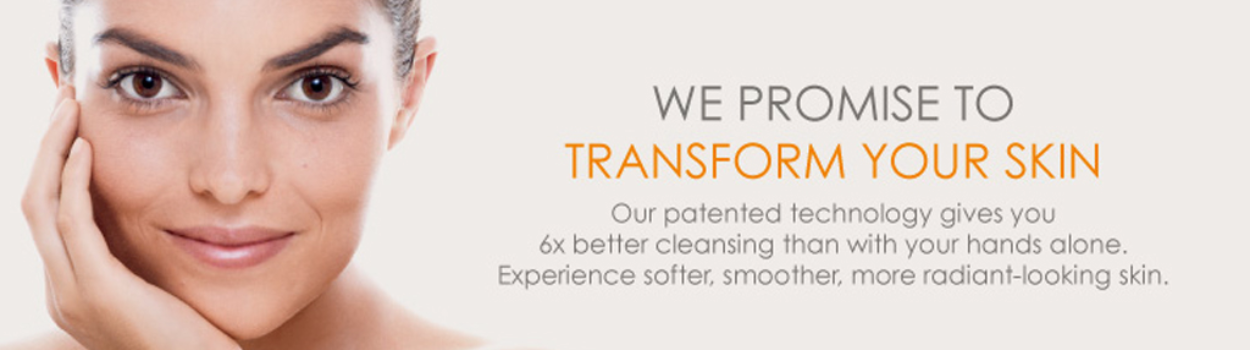 WE PROMISE TO
TRANSFORM YOUR SKIN
Our patented technology gives you
6x better cleansing than with your hands alone.
Experience softer, smoother, more radiant-looking skin.